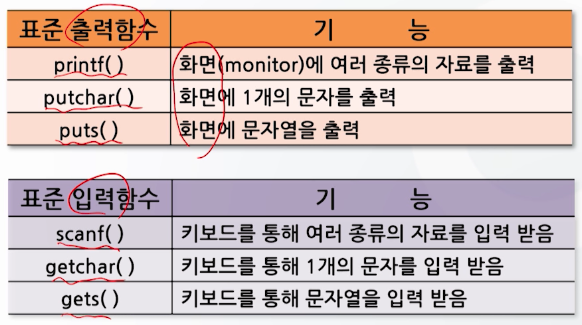 표준 출력함수 기 능
printf( ) 화면(monitor)에 여러 종류의 자료를 출력
putchar( ) 화면에 1개의 문자를 출력
puts( ) 화면에 문자열을 출력
표준 입력함수 기 능
scanf( ) 키보드를 통해 여러 종류의 자료를 입력 받음
getchar( ) 키보드를 통해 1개의 문자를 입력 받음
gets( ) 키보드를 통해 문자열을 입력 받음